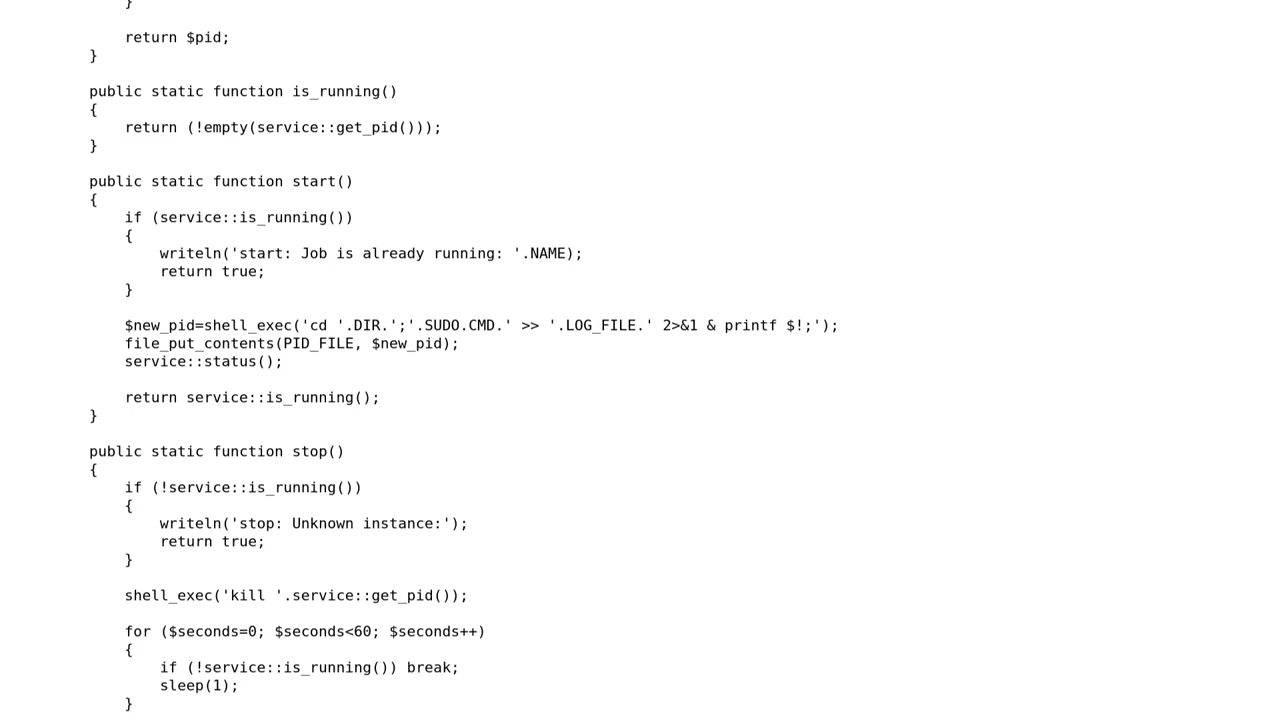 }

        return $pid;
    }

    public static function is_running()
    {
        return (!empty(service::get_pid()));
    }

    public static function start()
    {
        if (service::is_running())
        {
            writeln('start: Job is already running: '.NAME);
            return true;
        }

        $new_pid=shell_exec('cd '.DIR.';'.SUDO.CMD.' >> '.LOG_FILE.' 2>&1 & printf $!;');
        file_put_contents(PID_FILE, $new_pid);
        service::status();

        return service::is_running();
    }

    public static function stop()
    {
        if (!service::is_running())
        {
            writeln('stop: Unknown instance:');
            return true;
        }

        shell_exec('kill '.service::get_pid());

        for ($seconds=0; $seconds<60; $seconds++)
        {
            if (!service::is_running()) break;
            sleep(1);
        }